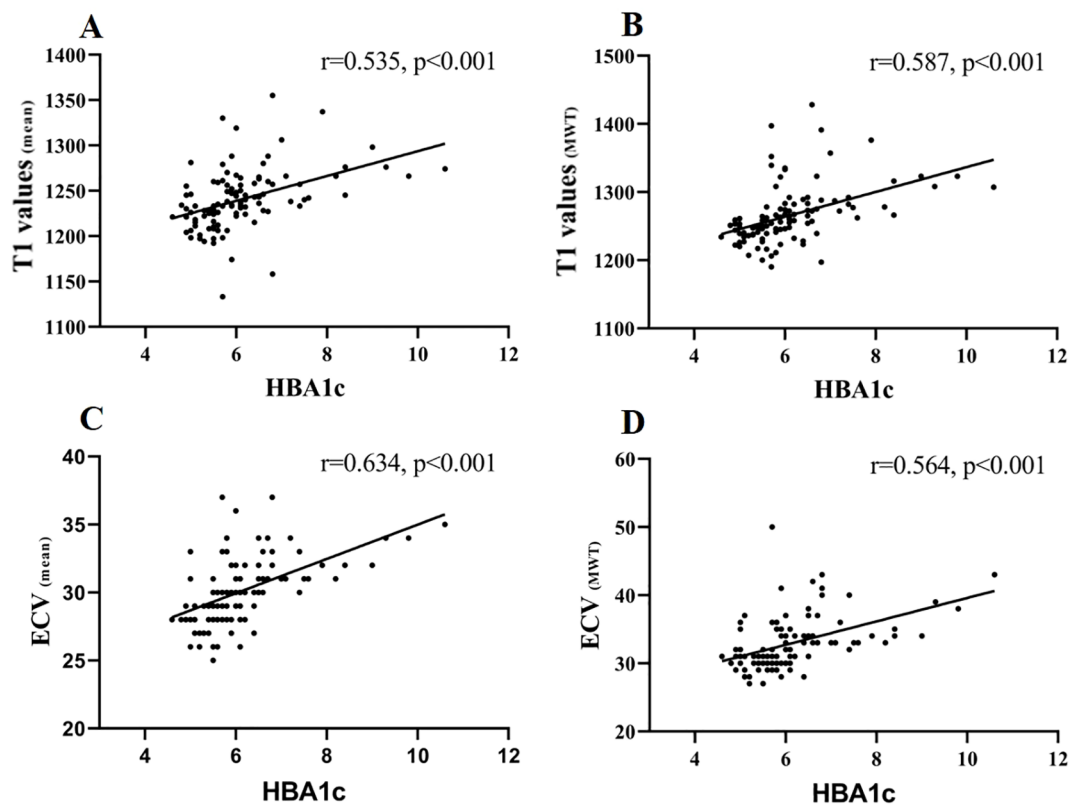 A
r=0.535, p<0.001
T1 values (mean)
1400
1350
1300
1250
1200
1150
1100
4 6 8 10 12
HBA1c
B
r=0.587, p<0.001
T1 values (MWT)
1500
1400
1300
1200
1100
4 6 8 10 12
HBA1c
C
r=0.634, p<0.001
ECV (mean)
40
35
30
25
20
4 6 8 10 12
HBA1c
D
r=0.564, p<0.001
ECV (MWT)
60
50
40
30
20
4 6 8 10 12
HBA1c